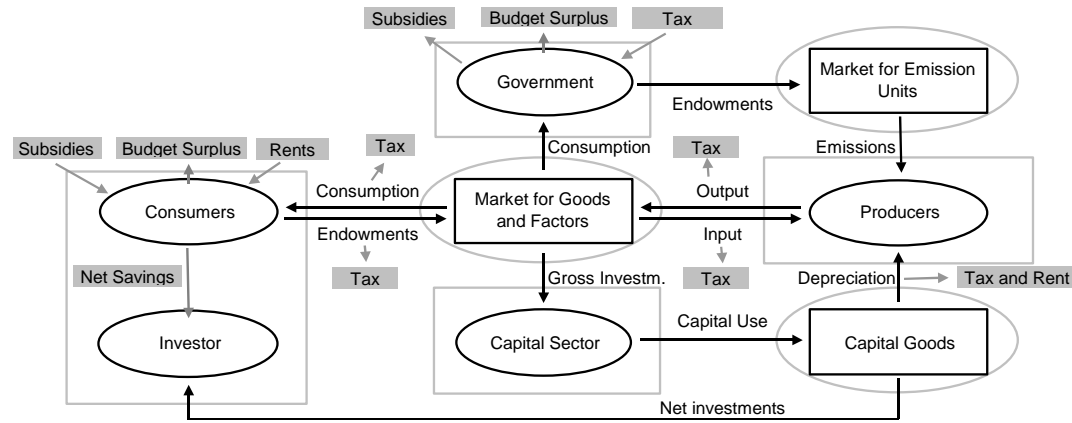 Subsidies
Budget Surplus
Tax
Government
Market for Emission
Units
Endowments
Consumption
Emissions
Subsidies
Budget Surplus
Rents
Tax
Tax
Consumption
Output
Consumers
Market for Goods
and Factors
Producers
Endowments
Input
Tax
Tax
Net Savings
Gross Investm.
Depreciation
Tax and Rent
Investor
Capital Sector
Capital Use
Capital Goods
Net investments